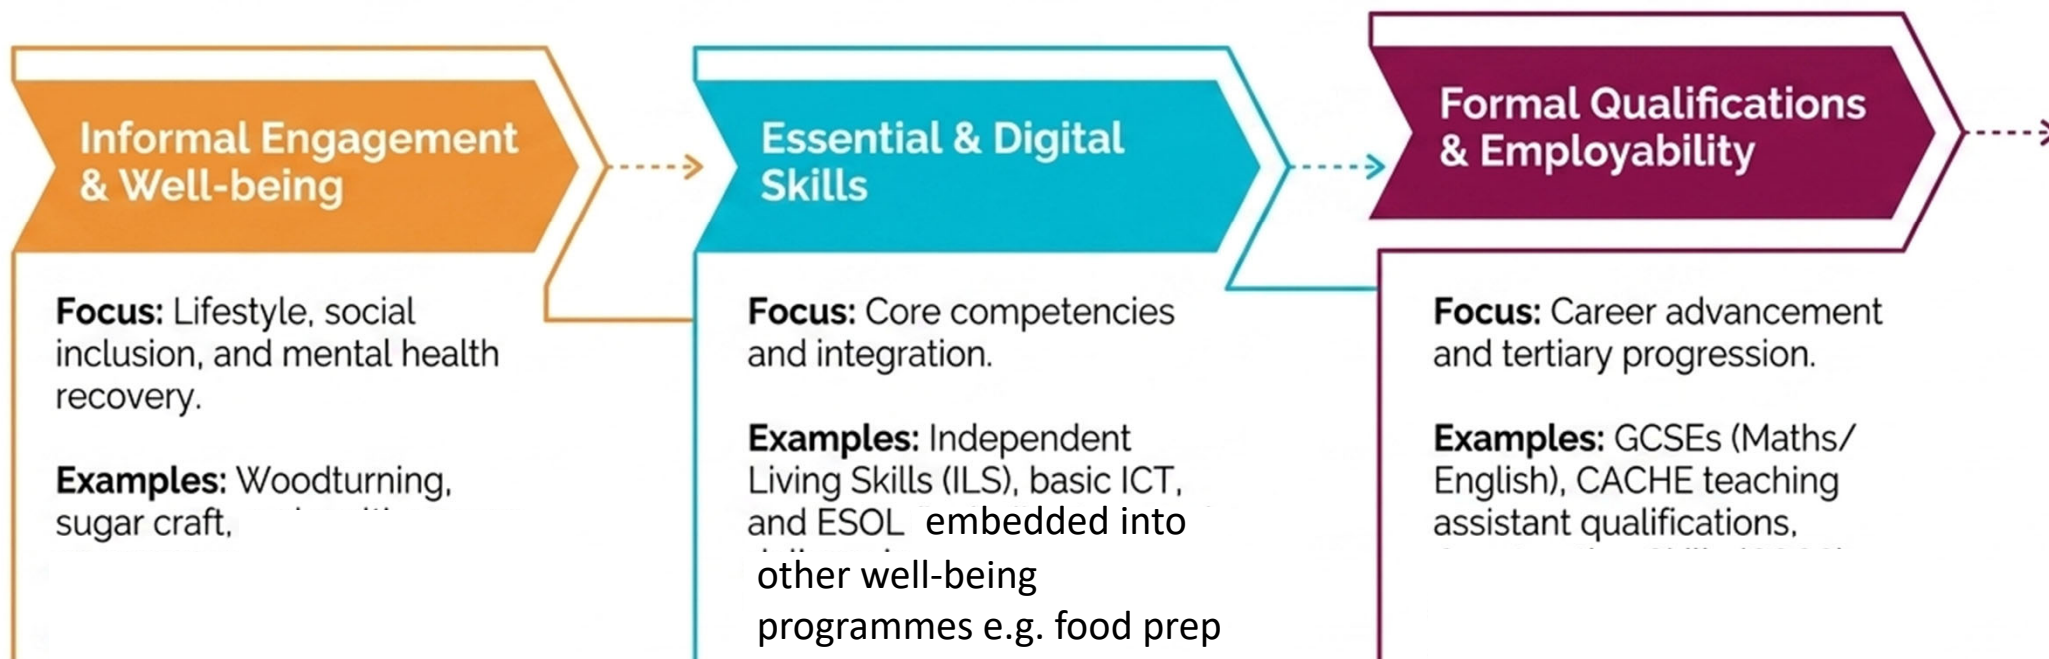 Informal Engagement
& Well-being
Focus: Lifestyle, social
inclusion, and mental health
recovery.
Examples: Woodturning,
sugar craft,
Essential & Digital
Skills
Focus: Core competencies
and integration.
Examples: Independent
Living Skills (ILS), basic ICT,
and ESOL embedded into
other well-being
programmes e.g. food prep
Formal Qualifications
& Employability
Focus: Career advancement
and tertiary progression.
Examples: GCSEs (Maths/
English), CACHE teaching
assistant qualifications,